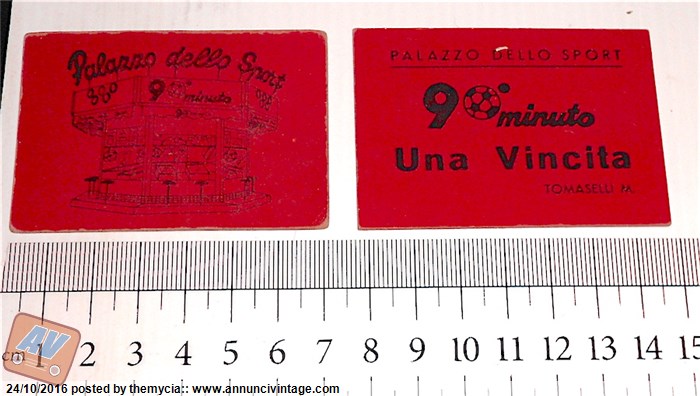 Palazzo dello Sport
90° minuto
PALAZZO DELLO SPORT
90° minuto
Una Vincita
TOMASELLI M.
cm 1 2 3 4 5 6 7 8 9 10 11 12 13 14 15
AV
24/10/2016 posted by themycia:: www.annuncivintage.com